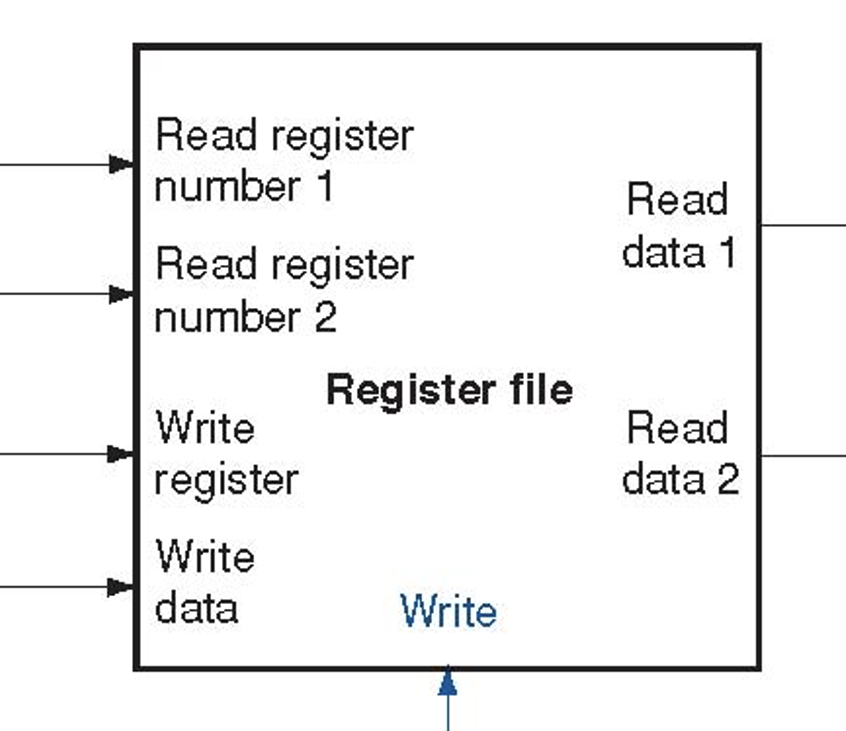 Read register
number 1
Read
data 1
Read register
number 2
Register file
Write
register
Read
data 2
Write
data
Write